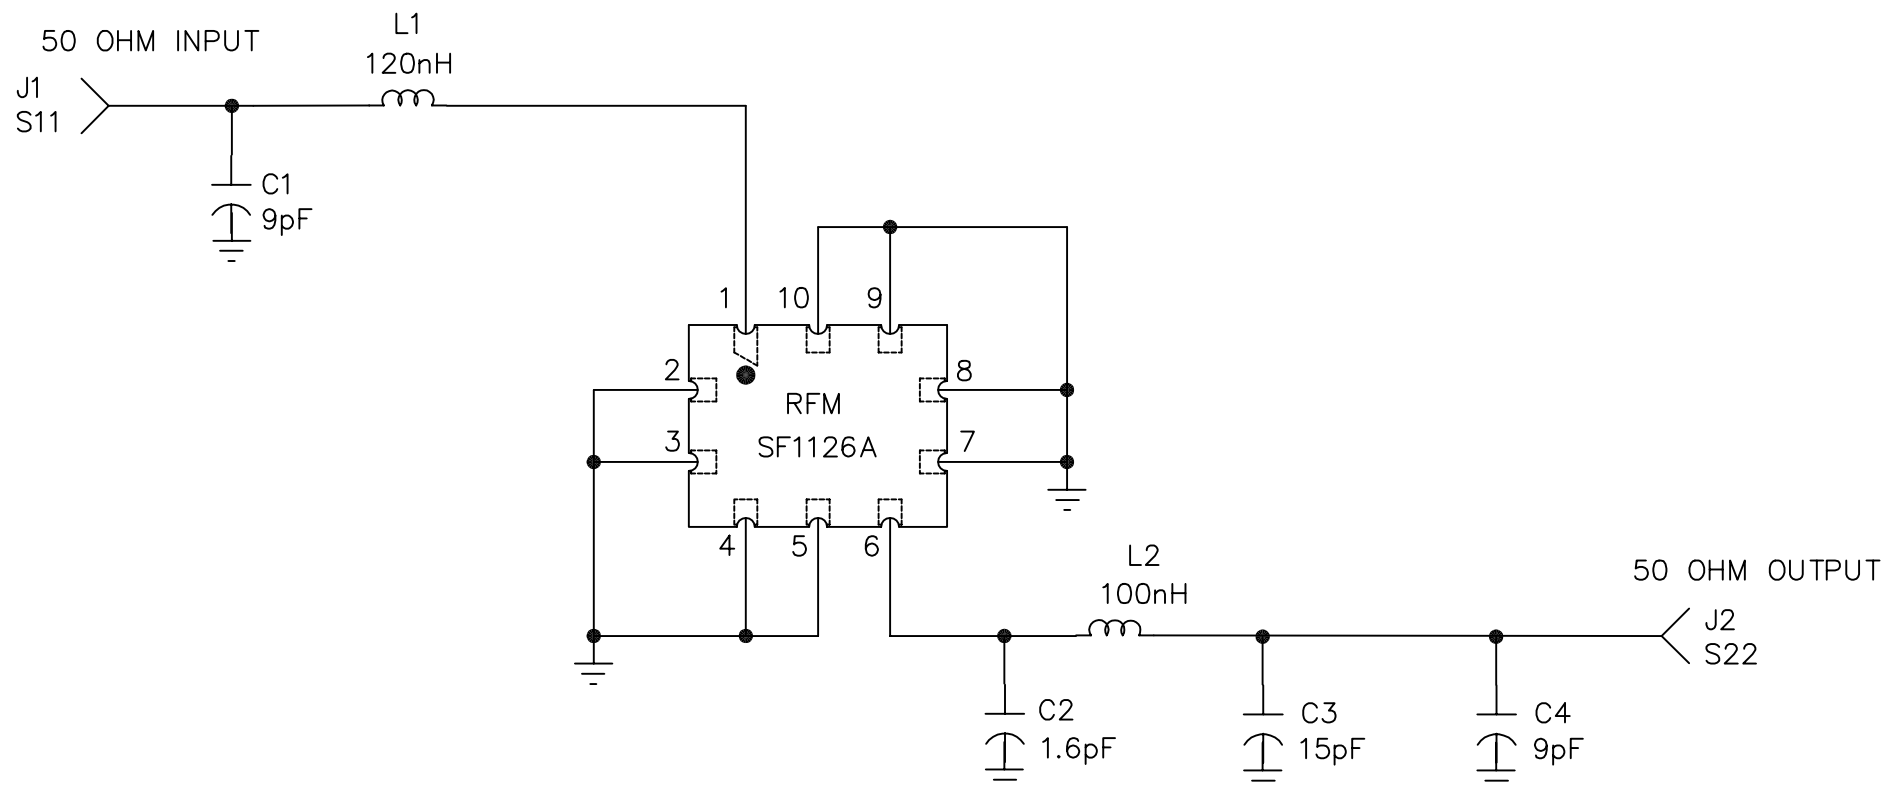 50 OHM INPUT
J1
S11
L1
120nH
C1
9pF
1
10
9
2
8
RFM
3
SF1126A
7
4
5
6
L2
100nH
50 OHM OUTPUT
J2
S22
C2
1.6pF
C3
15pF
C4
9pF